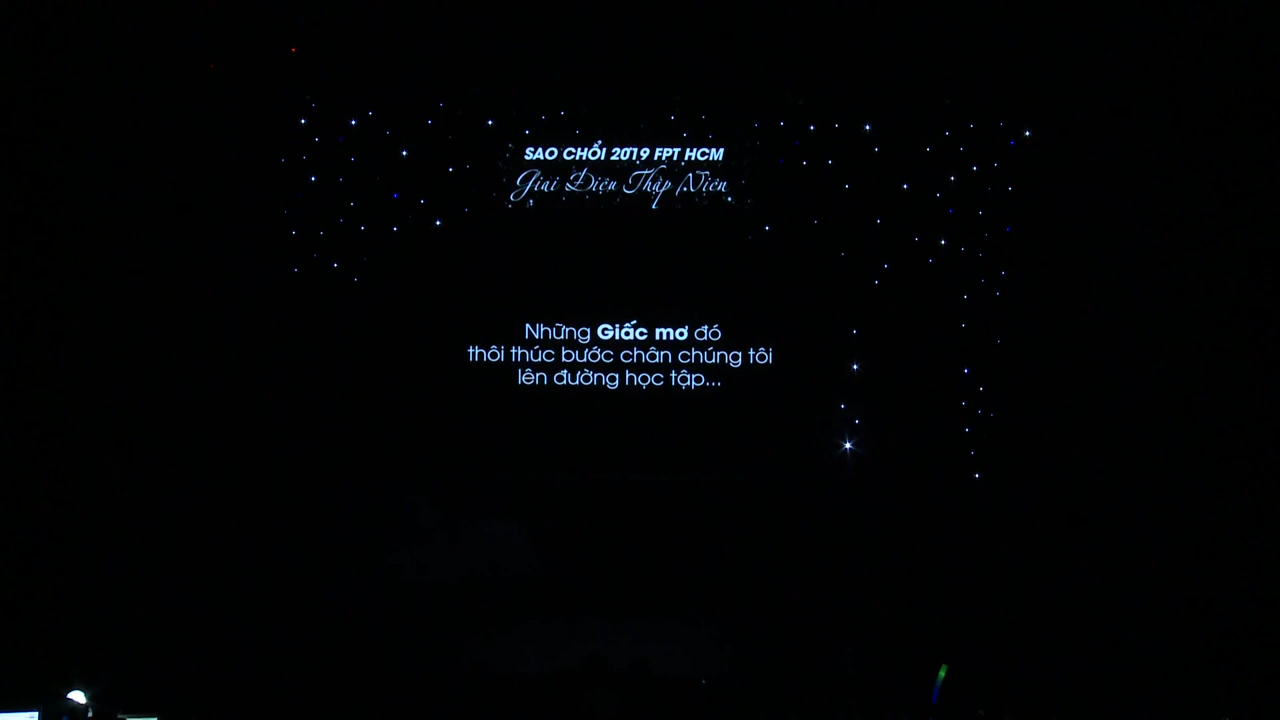 SAO CHỔI 2019 FPT HCM
Giai Điệu Thập Niên
Những Giấc mơ đó
thôi thúc bước chân chúng tôi
lên đường học tập...